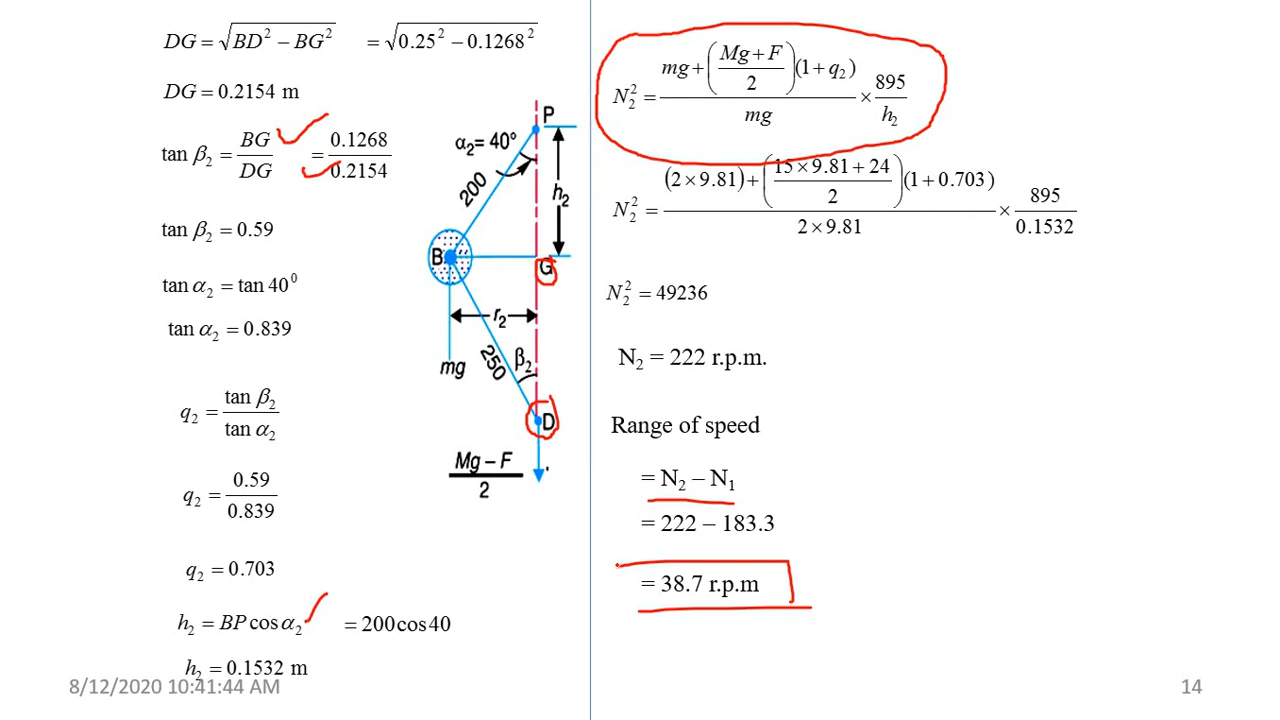 DG = √(BD² − BG²) = √(0.25² − 0.1268²)
DG = 0.2154 m
tan β₂ = BG/DG = 0.1268/0.2154
tan β₂ = 0.59
tan α₂ = tan 40⁰
tan α₂ = 0.839
q₂ = tan β₂/tan α₂
q₂ = 0.59/0.839
q₂ = 0.703
h₂ = BP cos α₂ = 200 cos 40
h₂ = 0.1532 m
P
α₂ = 40°
200
h₂
B
G
r₂
mg
250
β₂
D
(Mg − F)/2
N₂² = (mg + ((Mg + F)/2)(1 + q₂))/mg × 895/h₂
N₂² = ((2 × 9.81) + ((15 × 9.81 + 24)/2)(1 + 0.703))/(2 × 9.81) × 895/0.1532
N₂² = 49236
N₂ = 222 r.p.m.
Range of speed
= N₂ – N₁
= 222 – 183.3
= 38.7 r.p.m
8/12/2020 10:41:44 AM
14